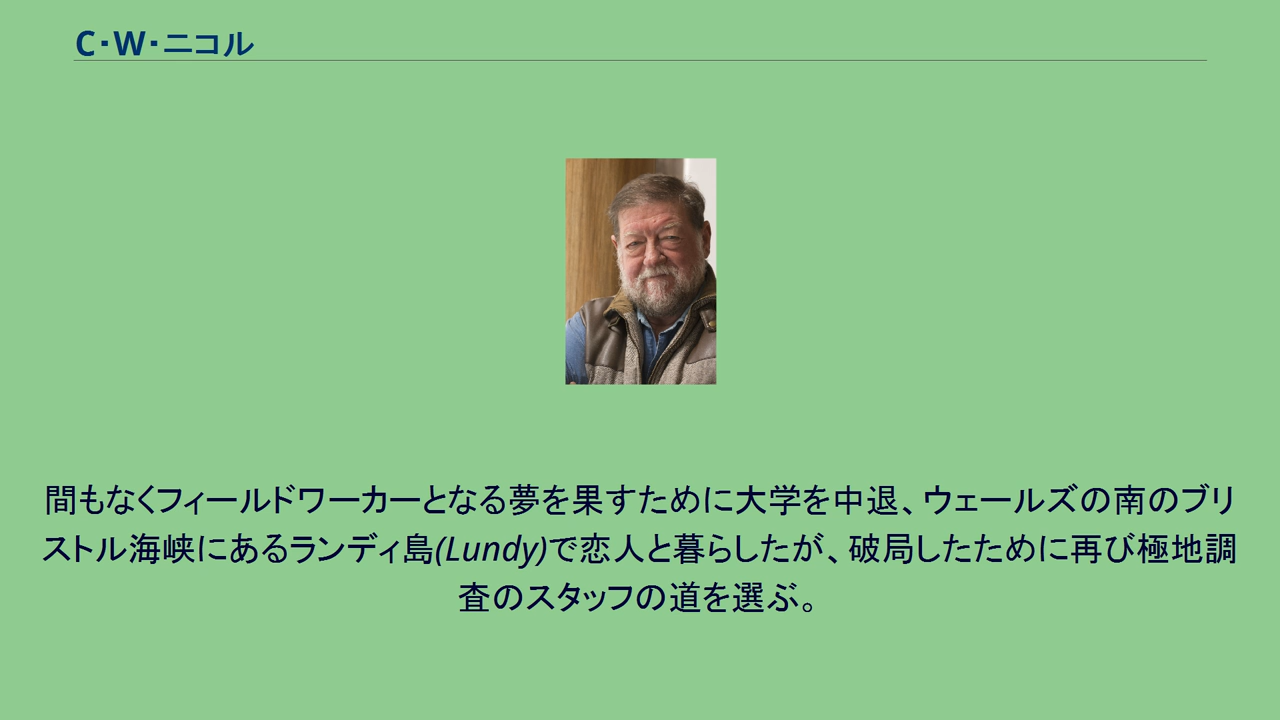 C・W・ニコル
間もなくフィールドワーカーとなる夢を果すために大学を中退、ウェールズの南のブリ
ストル海峡にあるランディ島(Lundy)で恋人と暮らしたが、破局したために再び極地調
査のスタッフの道を選ぶ。